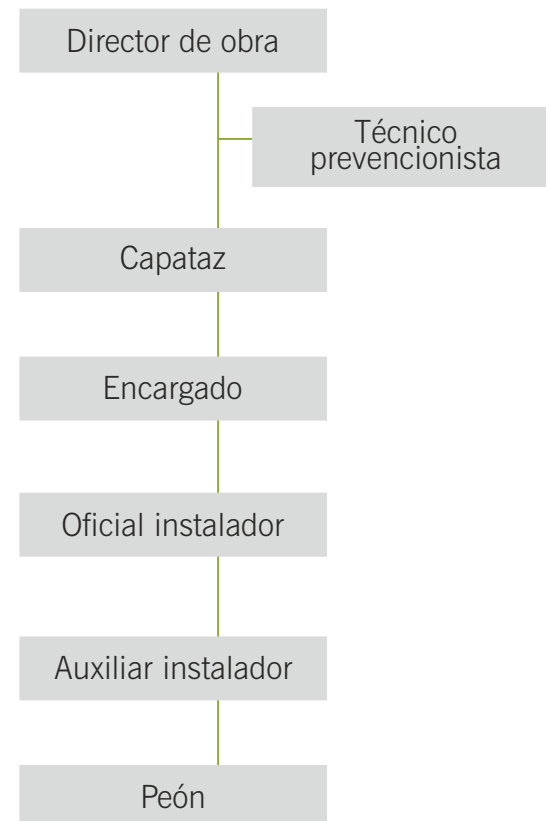 Director de obra
Técnico
prevencionista
Capataz
Encargado
Oficial instalador
Auxiliar instalador
Peón